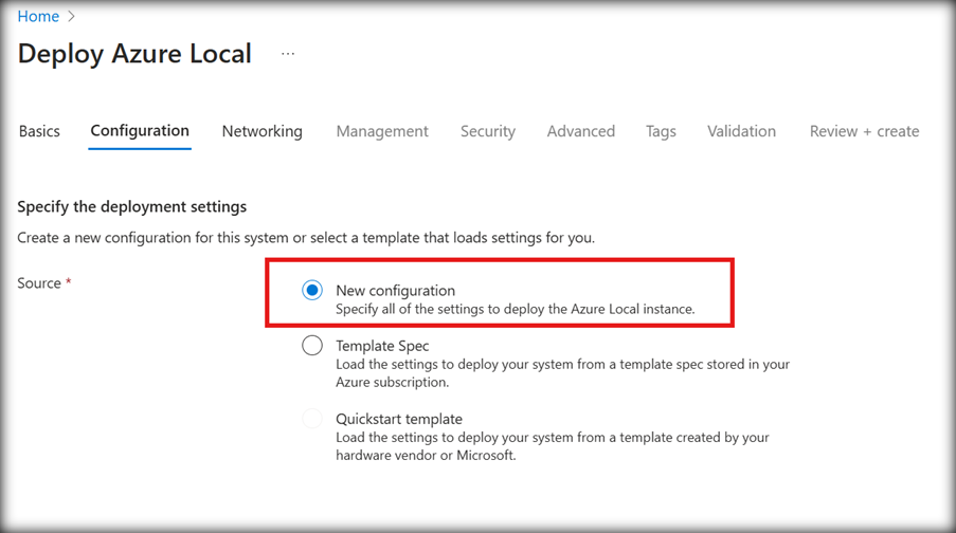 Home >
Deploy Azure Local ...
Basics Configuration Networking Management Security Advanced Tags Validation Review + create
Specify the deployment settings
Create a new configuration for this system or select a template that loads settings for you.
Source *
New configuration
Specify all of the settings to deploy the Azure Local instance.
Template Spec
Load the settings to deploy your system from a template spec stored in your
Azure subscription.
Quickstart template
Load the settings to deploy your system from a template created by your
hardware vendor or Microsoft.